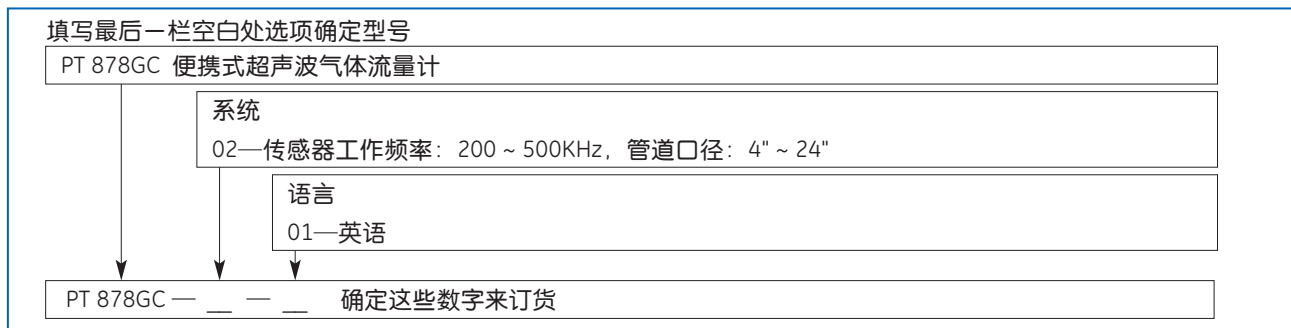 填写最后一栏空白处选项确定型号
PT 878GC 便携式超声波气体流量计
系统
02—传感器工作频率：200 ~ 500KHz，管道口径：4" ~ 24"
语言
01—英语
PT 878GC — __ — __ 确定这些数字来订货